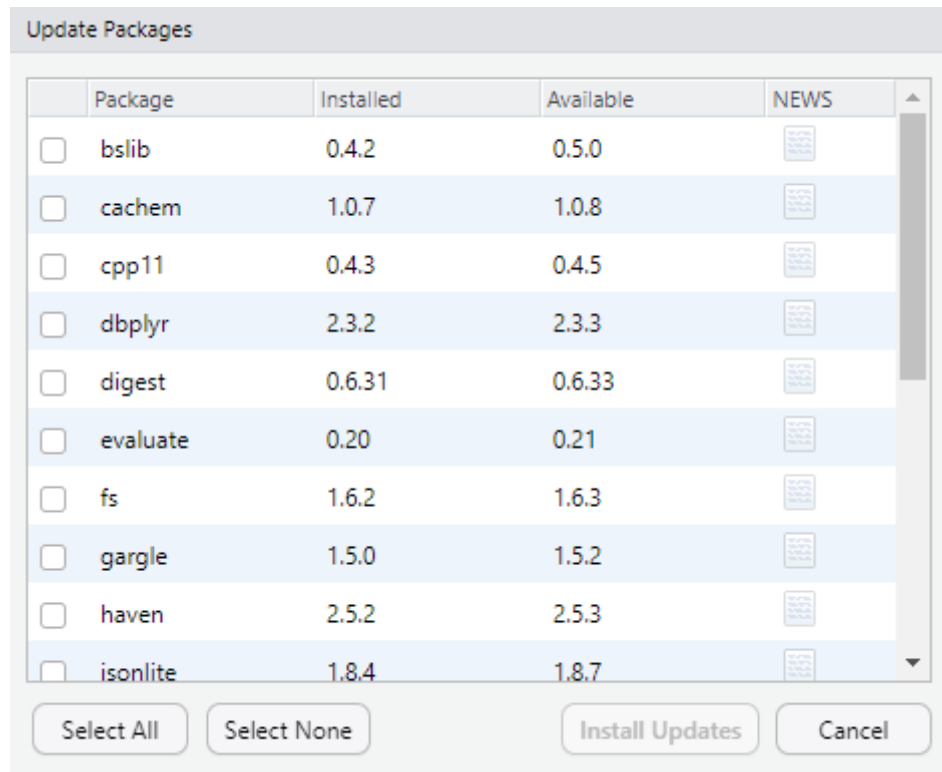 Update Packages
Package Installed Available NEWS
bslib 0.4.2 0.5.0
cachem 1.0.7 1.0.8
cpp11 0.4.3 0.4.5
dbplyr 2.3.2 2.3.3
digest 0.6.31 0.6.33
evaluate 0.20 0.21
fs 1.6.2 1.6.3
gargle 1.5.0 1.5.2
haven 2.5.2 2.5.3
jsonlite 1.8.4 1.8.7
Select All Select None Install Updates Cancel